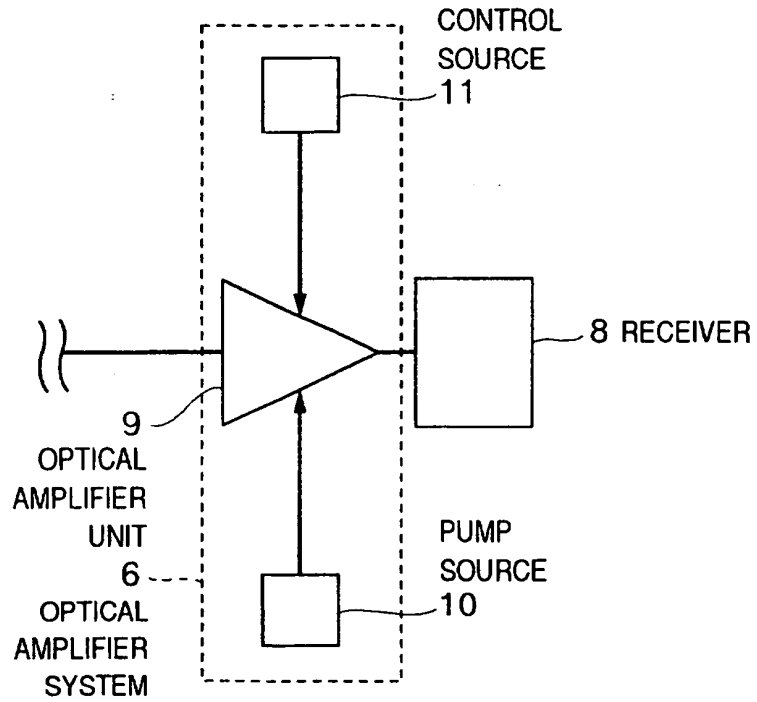 CONTROL
SOURCE
11
8 RECEIVER
9
OPTICAL
AMPLIFIER
UNIT
6
OPTICAL
AMPLIFIER
SYSTEM
PUMP
SOURCE
10